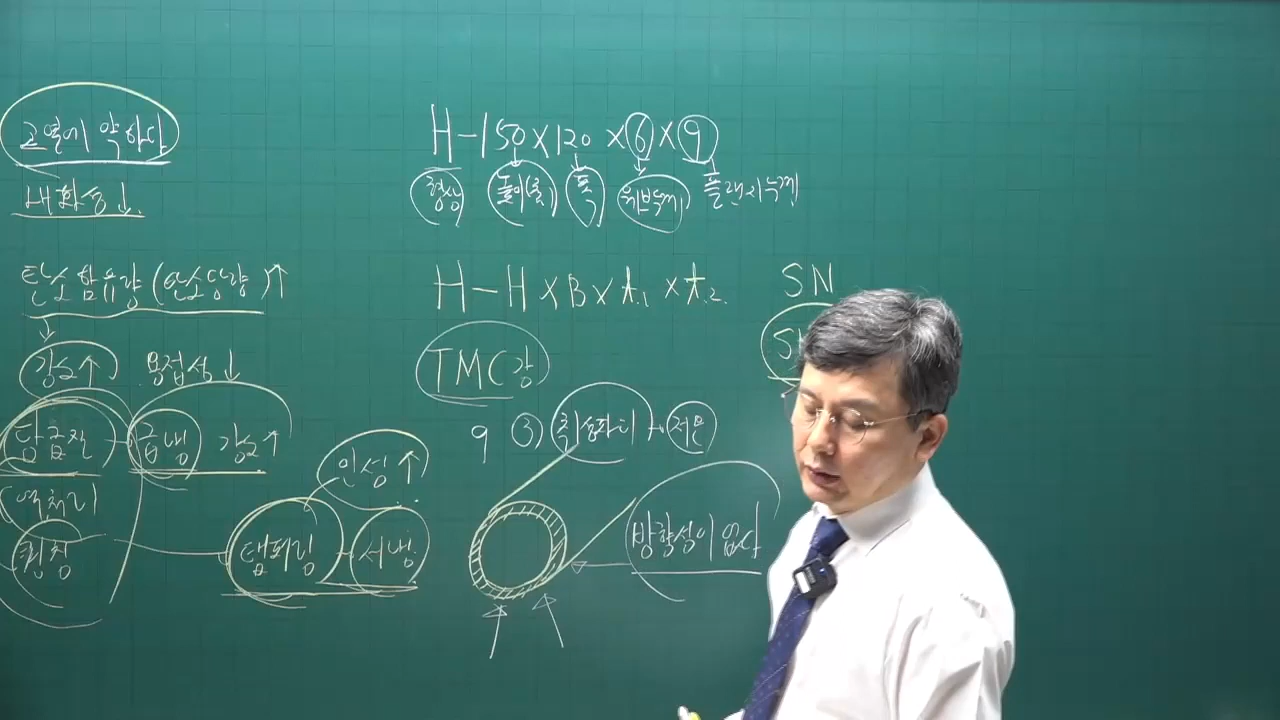 고열에 약하다
내화성↓
탄소함유량 (탄소당량)↑
↓
강도↑ 용접성↓
담금질 - 급냉 강도↑
(열처리)
퀜칭
인성↑
템퍼링 - 서냉
H-150×120×6×9
형상 높이(춤) 폭 웨브두께 플랜지두께
H-H×B×t₁×t₂
TMC강
9 ③ 취성파괴 저온
방향성이 없다
SN